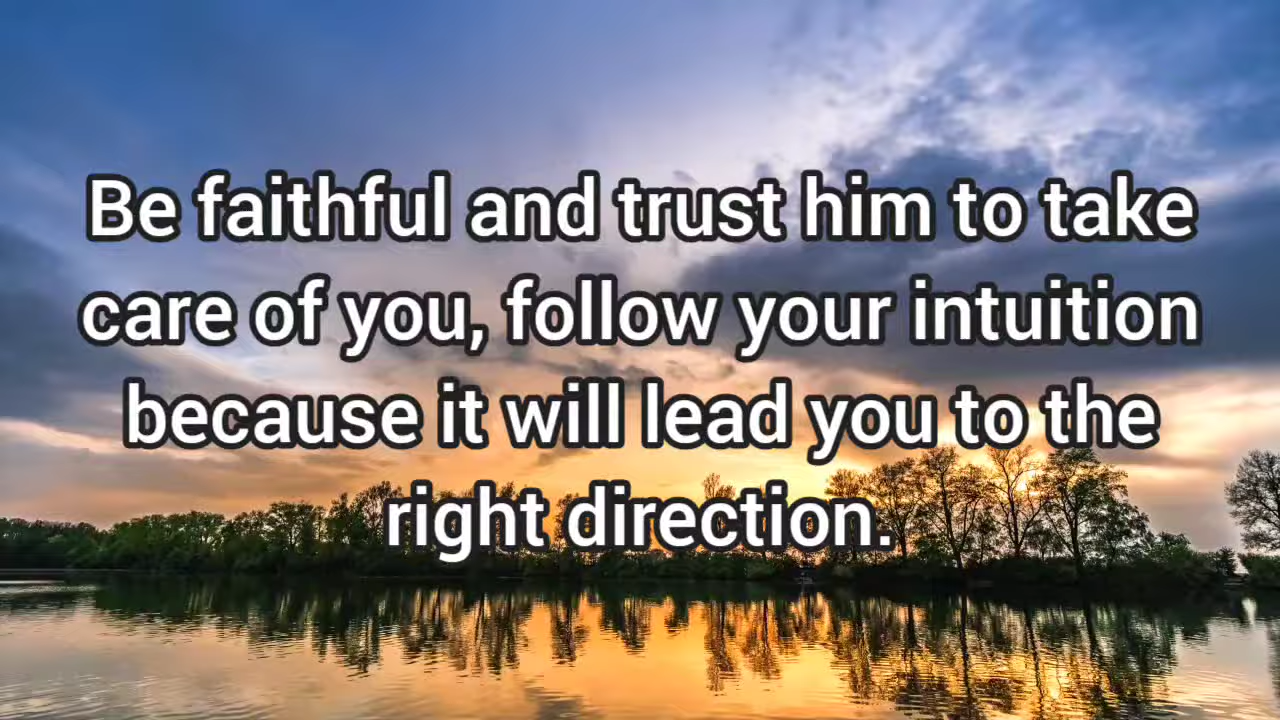 Be faithful and trust him to take
care of you, follow your intuition
because it will lead you to the
right direction.